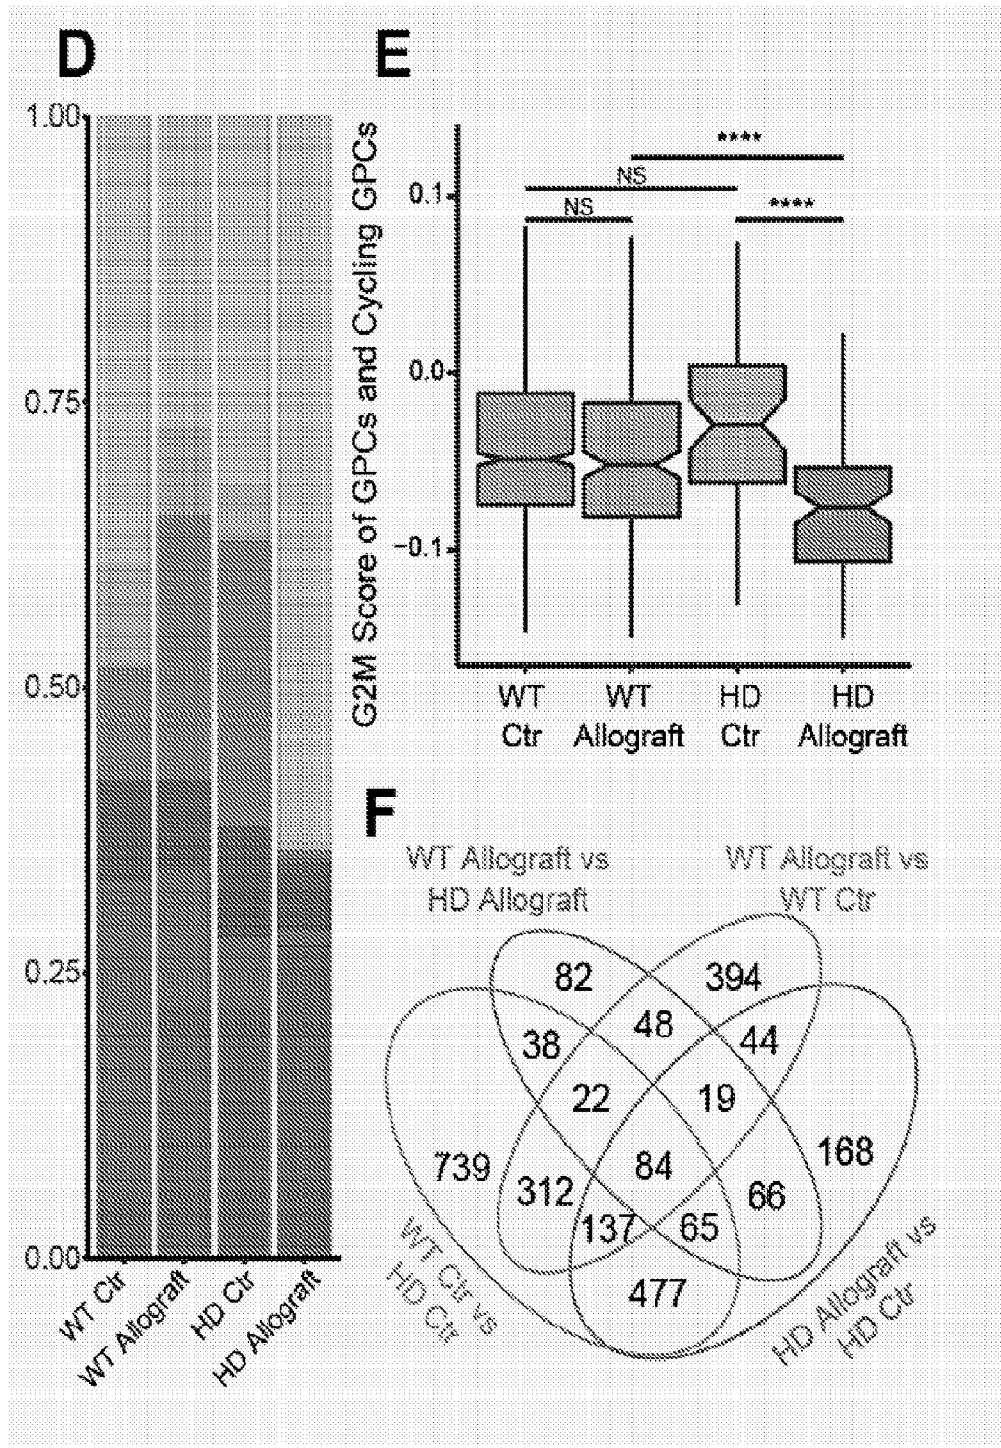 D
1.00
0.75
0.50
0.25
0.00
WT Ctr
WT Allograft
HD Ctr
HD Allograft
E
G2M Score of GPCs and Cycling GPCs
0.1
0.0
−0.1
****
NS
NS
****
WT
Ctr
WT
Allograft
HD
Ctr
HD
Allograft
F
WT Allograft vs
HD Allograft
WT Allograft vs
WT Ctr
82
394
38
48
44
22
19
739
312
84
66
168
137
65
477
WT Ctr vs
HD Ctr
HD Allograft vs
HD Ctr